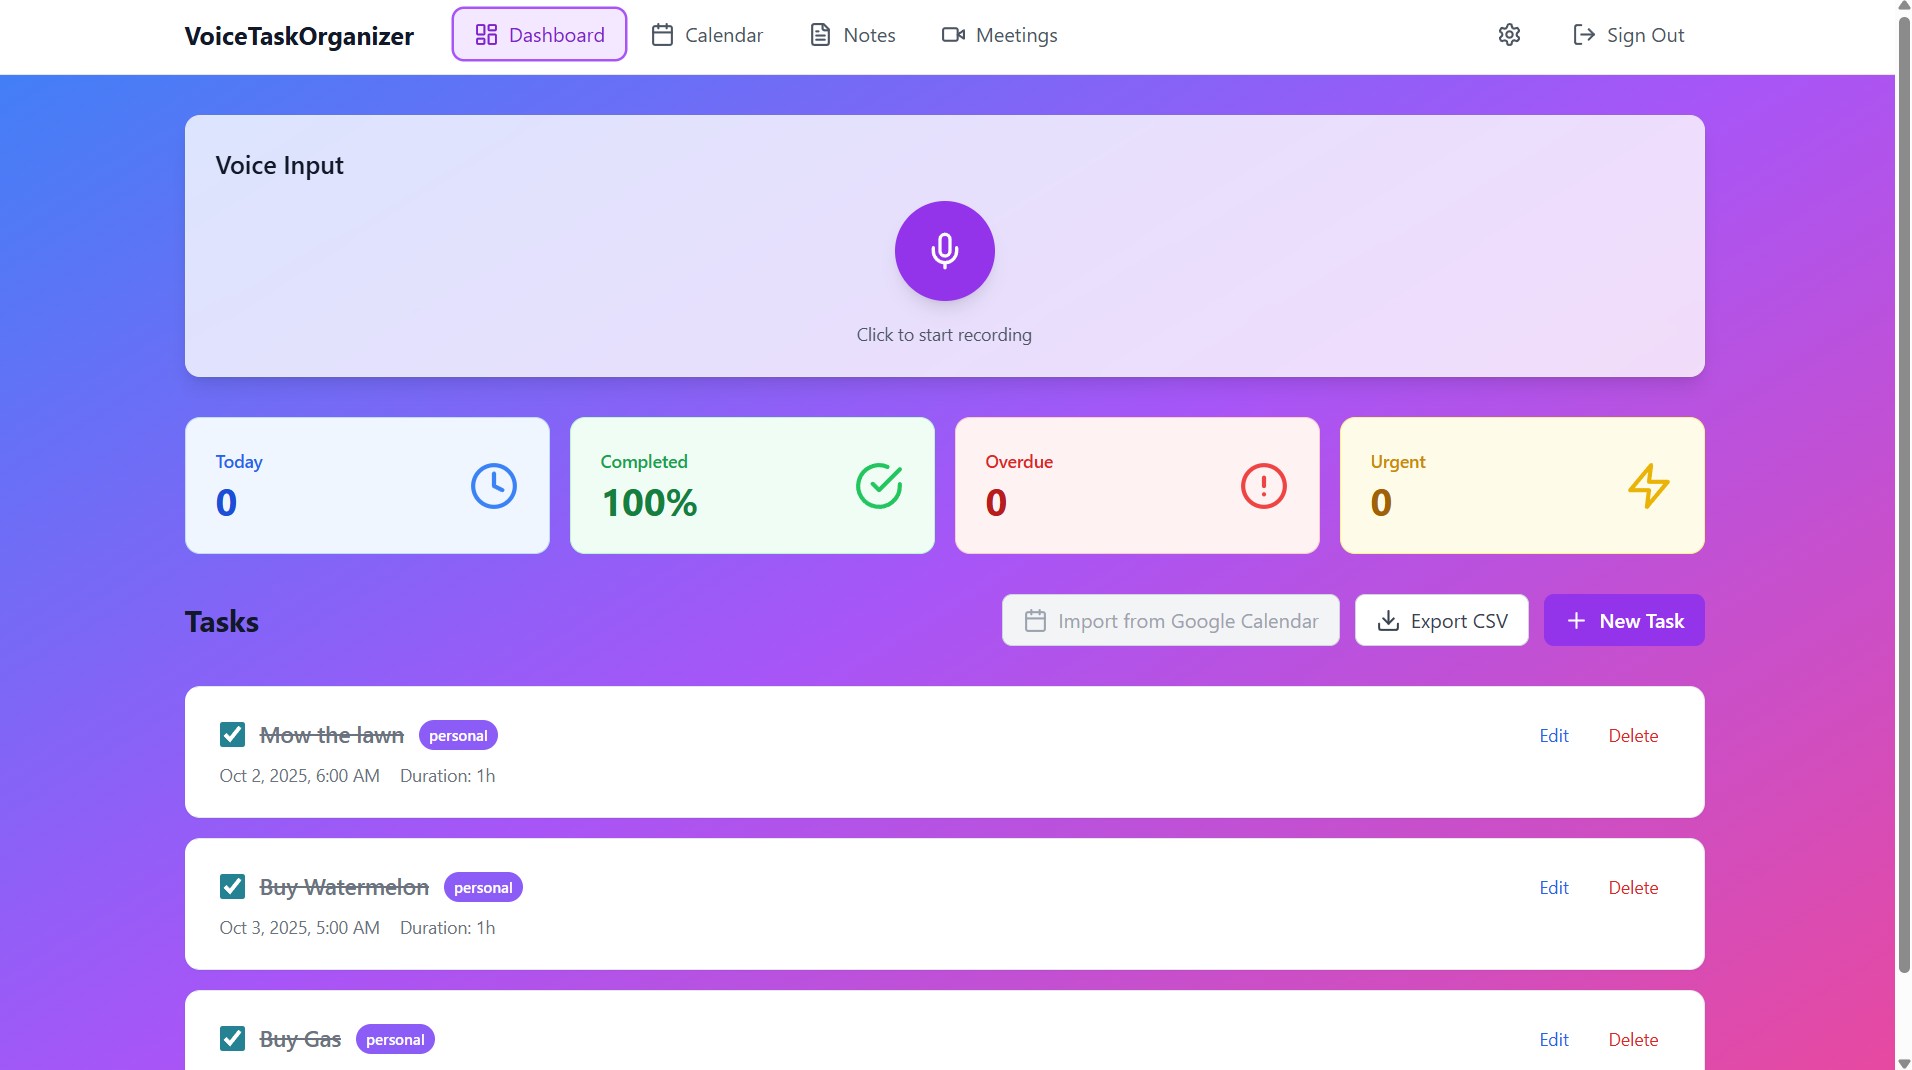 VoiceTaskOrganizer Dashboard Calendar Notes Meetings Sign Out
Voice Input
Click to start recording
Today
0
Completed
100%
Overdue
0
Urgent
0
Tasks Import from Google Calendar Export CSV New Task
Mow the lawn personal Edit Delete
Oct 2, 2025, 6:00 AM Duration: 1h
Buy Watermelon personal Edit Delete
Oct 3, 2025, 5:00 AM Duration: 1h
Buy Gas personal Edit Delete